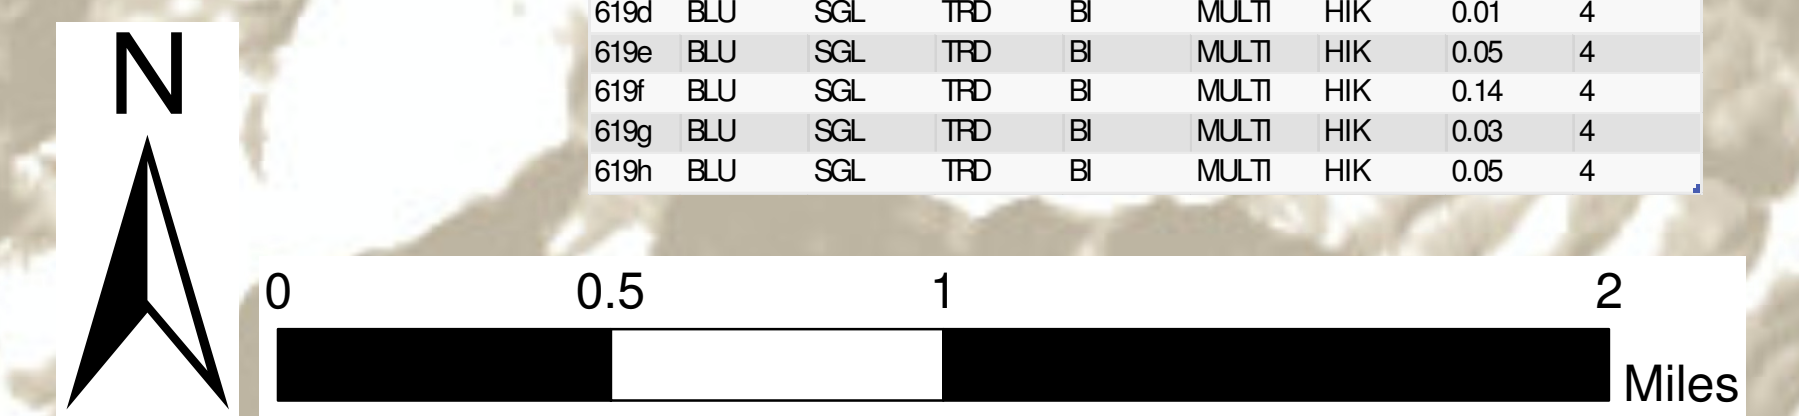 619d BLU SGL TRD BI MULTI HIK 0.01 4
619e BLU SGL TRD BI MULTI HIK 0.05 4
619f BLU SGL TRD BI MULTI HIK 0.14 4
619g BLU SGL TRD BI MULTI HIK 0.03 4
619h BLU SGL TRD BI MULTI HIK 0.05 4
N
0 0.5 1 2
Miles